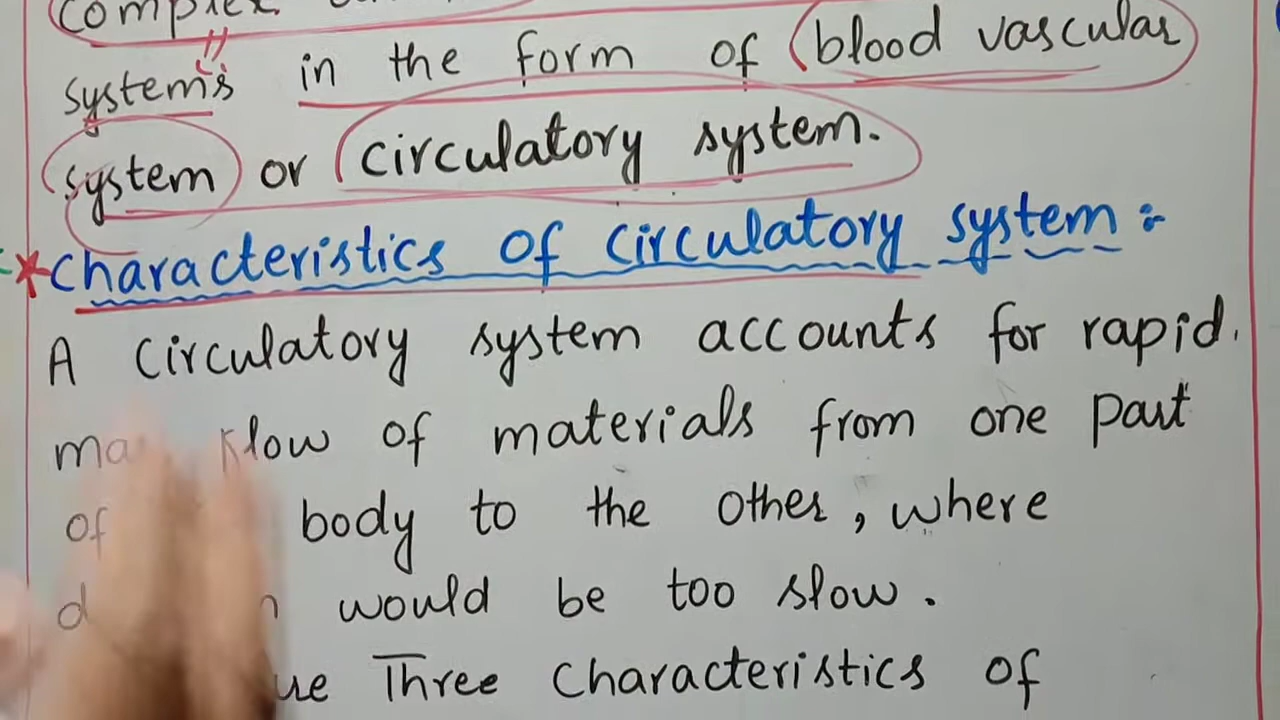 complex
systems in the form of (blood vascular
system) or (circulatory system.
*characteristics of circulatory system :-
A circulatory system accounts for rapid.
flow of materials from one part
of body to the other, where
would be too slow.
Three characteristics of